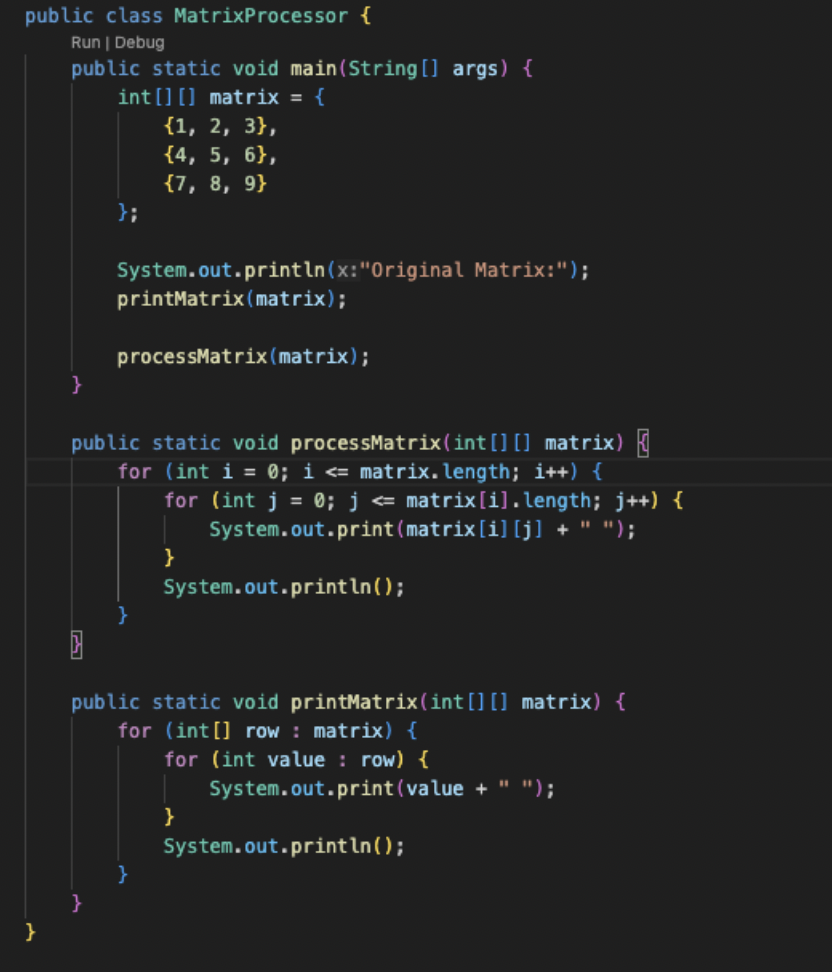 public class MatrixProcessor {
    Run | Debug
    public static void main(String[] args) {
        int[][] matrix = {
            {1, 2, 3},
            {4, 5, 6},
            {7, 8, 9}
        };

        System.out.println(x:"Original Matrix:");
        printMatrix(matrix);

        processMatrix(matrix);
    }

    public static void processMatrix(int[][] matrix) {
        for (int i = 0; i <= matrix.length; i++) {
            for (int j = 0; j <= matrix[i].length; j++) {
                System.out.print(matrix[i][j] + " ");
            }
            System.out.println();
        }
    }

    public static void printMatrix(int[][] matrix) {
        for (int[] row : matrix) {
            for (int value : row) {
                System.out.print(value + " ");
            }
            System.out.println();
        }
    }
}